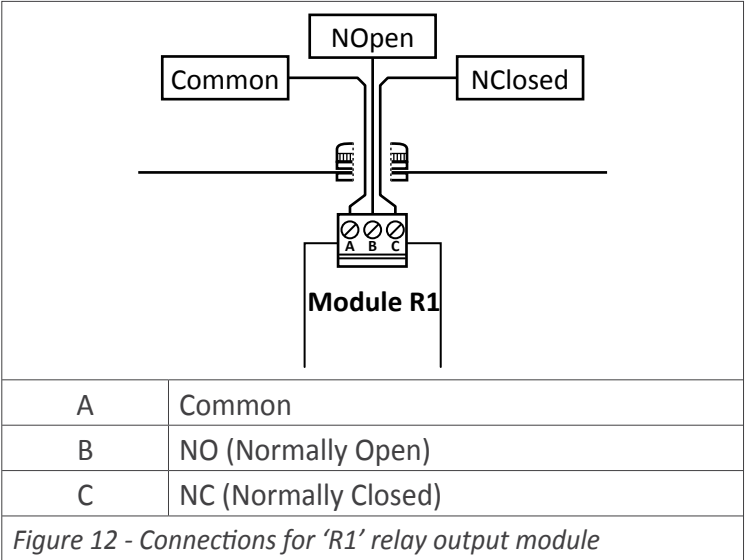 NOpen
Common
NClosed
A B C
Module R1
A Common
B NO (Normally Open)
C NC (Normally Closed)
Figure 12 - Connections for ‘R1’ relay output module